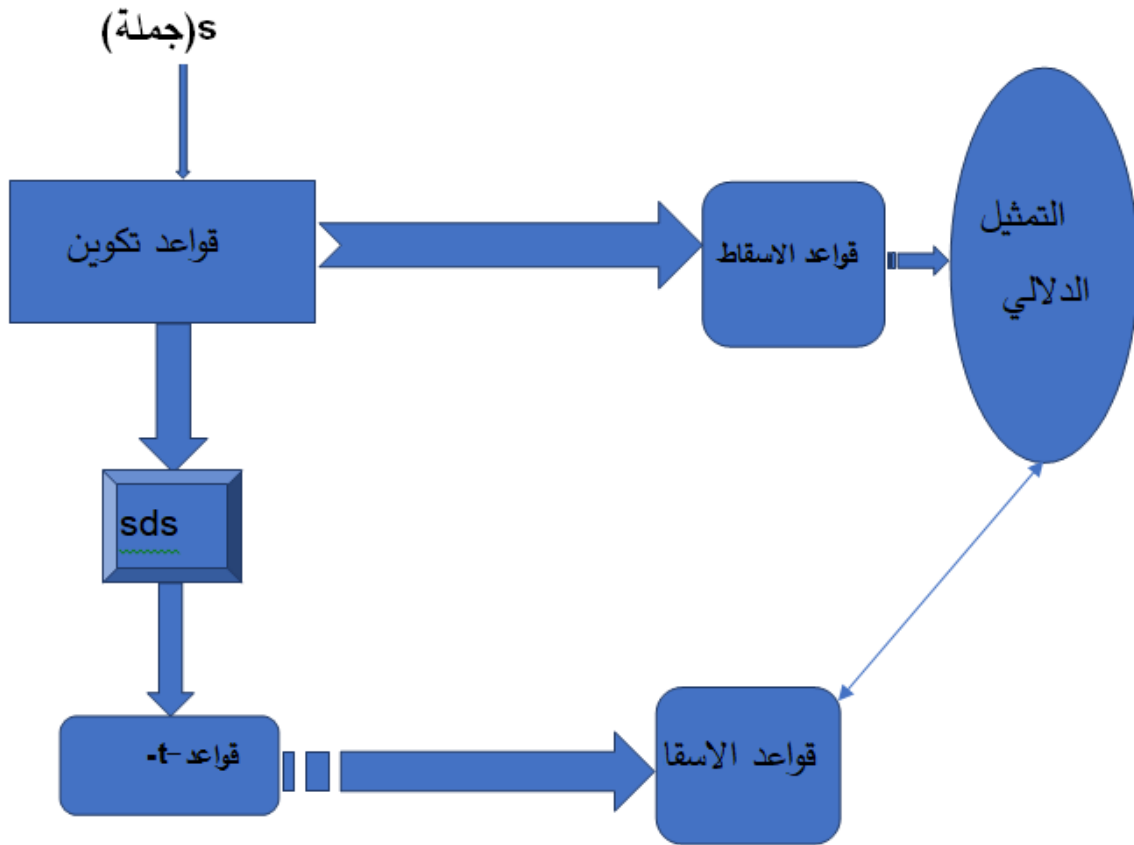 s(جملة)
قواعد تكوين
قواعد الاسقاط
التمثيل
الدلالي
sds
قواعد -t-
قواعد الاسقا